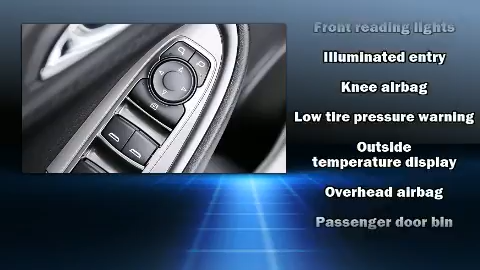 Front reading lights
Illuminated entry
Knee airbag
Low tire pressure warning
Outside
temperature display
Overhead airbag
Passenger door bin